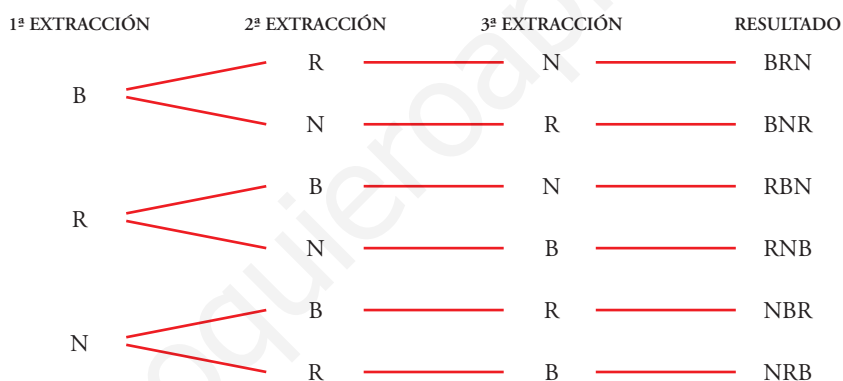 1ª EXTRACCIÓN 2ª EXTRACCIÓN 3ª EXTRACCIÓN RESULTADO
R N BRN
B
N R BNR
B N RBN
R
N B RNB
B R NBR
N
R B NRB